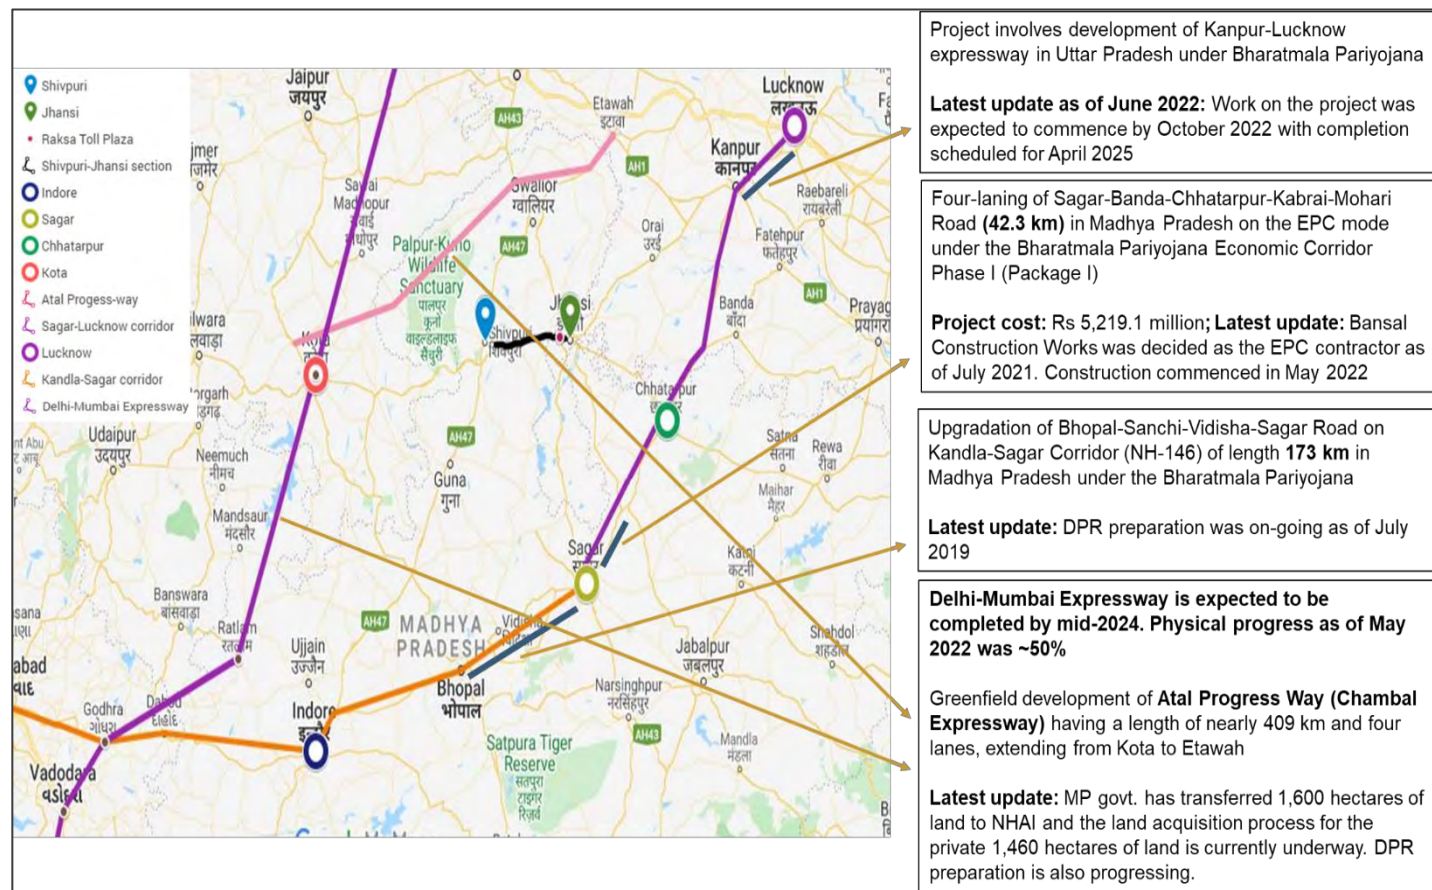 Shivpuri
Jhansi
Raksa Toll Plaza
Shivpuri-Jhansi section
Indore
Sagar
Chhatarpur
Kota
Atal Progess-way
Sagar-Lucknow corridor
Lucknow
Kandla-Sagar corridor
Delhi-Mumbai Expressway
Jaipur
जयपुर
Etawah
इटावा
Lucknow
AH43
Kanpur
कानपुर
AH1
Raebareli
रायबरेली
Gwalior
ग्वालियर
Orai
उरई
Fatehpur
फतेहपुर
AH47
Palpur-Kuno
Wildlife
Sanctuary
पालपुर
कूनो
Banda
बाँदा
AH1
Shivpuri
शिवपुरी
Udaipur
उदयपुर
Neemuch
नीमच
AH47
Guna
गुना
Satna
सतना
Rewa
रीवा
Maihar
मैहर
Mandsaur
मंदसौर
Sagar
Katni
कटनी
Banswara
बांसवाड़ा
Ratlam
AH47
MADHYA
PRADESH
Vidisha
Shahdol
शहडोल
Ujjain
उज्जैन
Jabalpur
जबलपुर
Bhopal
भोपाल
Narsinghpur
नरसिंहपुर
Godhra
Indore
AH43
Mandla
मंडला
Satpura Tiger
Reserve
सतपुरा
टाइगर
रिज़र्व
Vadodara
વડોદરા
Project involves development of Kanpur-Lucknow
expressway in Uttar Pradesh under Bharatmala Pariyojana
Latest update as of June 2022: Work on the project was
expected to commence by October 2022 with completion
scheduled for April 2025
Four-laning of Sagar-Banda-Chhatarpur-Kabrai-Mohari
Road (42.3 km) in Madhya Pradesh on the EPC mode
under the Bharatmala Pariyojana Economic Corridor
Phase I (Package I)
Project cost: Rs 5,219.1 million; Latest update: Bansal
Construction Works was decided as the EPC contractor as
of July 2021. Construction commenced in May 2022
Upgradation of Bhopal-Sanchi-Vidisha-Sagar Road on
Kandla-Sagar Corridor (NH-146) of length 173 km in
Madhya Pradesh under the Bharatmala Pariyojana
Latest update: DPR preparation was on-going as of July
2019
Delhi-Mumbai Expressway is expected to be
completed by mid-2024. Physical progress as of May
2022 was ~50%
Greenfield development of Atal Progress Way (Chambal
Expressway) having a length of nearly 409 km and four
lanes, extending from Kota to Etawah
Latest update: MP govt. has transferred 1,600 hectares of
land to NHAI and the land acquisition process for the
private 1,460 hectares of land is currently underway. DPR
preparation is also progressing.